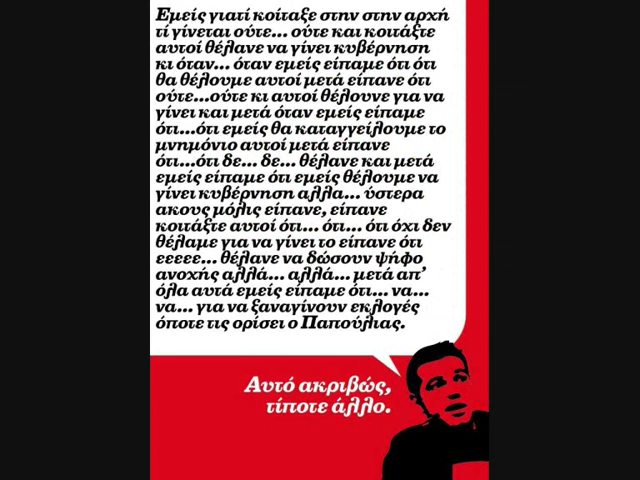 Εμείς γιατί κοίταξε στην στην αρχή
τί γίνεται ούτε... ούτε και κοιτάξτε
αυτοί θέλανε να γίνει κυβέρνηση
κι όταν... όταν εμείς είπαμε ότι ότι
θα θέλουμε αυτοί μετά είπανε ότι
ούτε...ούτε κι αυτοί θέλουνε για να
γίνει και μετά όταν εμείς είπαμε
ότι...ότι εμείς θα καταγγείλουμε το
μνημόνιο αυτοί μετά είπανε
ότι...ότι δε... δε... θέλανε και μετά
εμείς είπαμε ότι εμείς θέλουμε να
γίνει κυβέρνηση αλλα... ύστερα
ακους μόλις είπανε, είπανε
κοιτάξτε αυτοί ότι... ότι... ότι όχι δεν
θέλαμε για να γίνει το είπανε ότι
εεεεε... θέλανε να δώσουν ψήφο
ανοχής αλλά... αλλά... μετά απ'
όλα αυτά εμείς είπαμε ότι... να...
να... για να ξαναγίνουν εκλογές
όποτε τις ορίσει ο Παπούλιας.
Αυτό ακριβώς,
τίποτε άλλο.